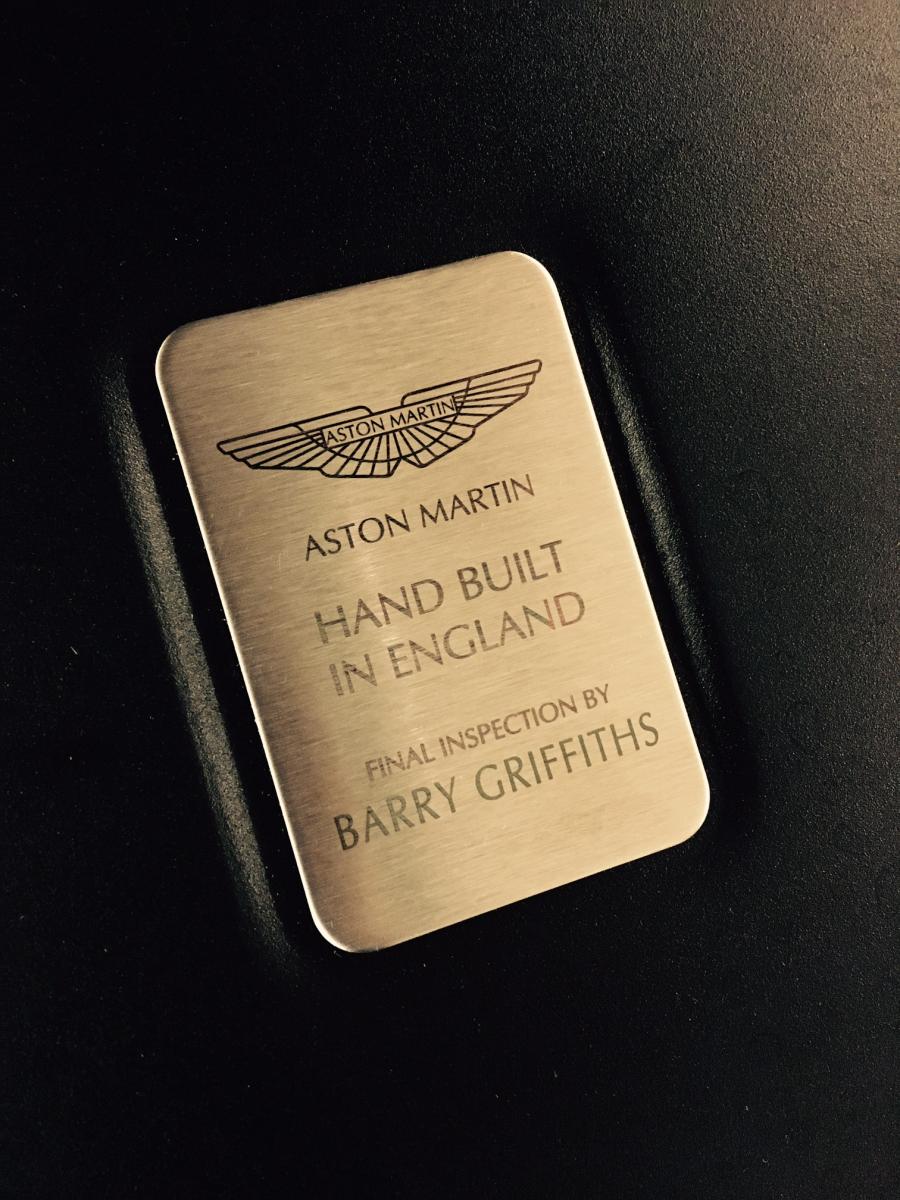 ASTON MARTIN
ASTON MARTIN
HAND BUILT
IN ENGLAND
FINAL INSPECTION BY
BARRY GRIFFITHS